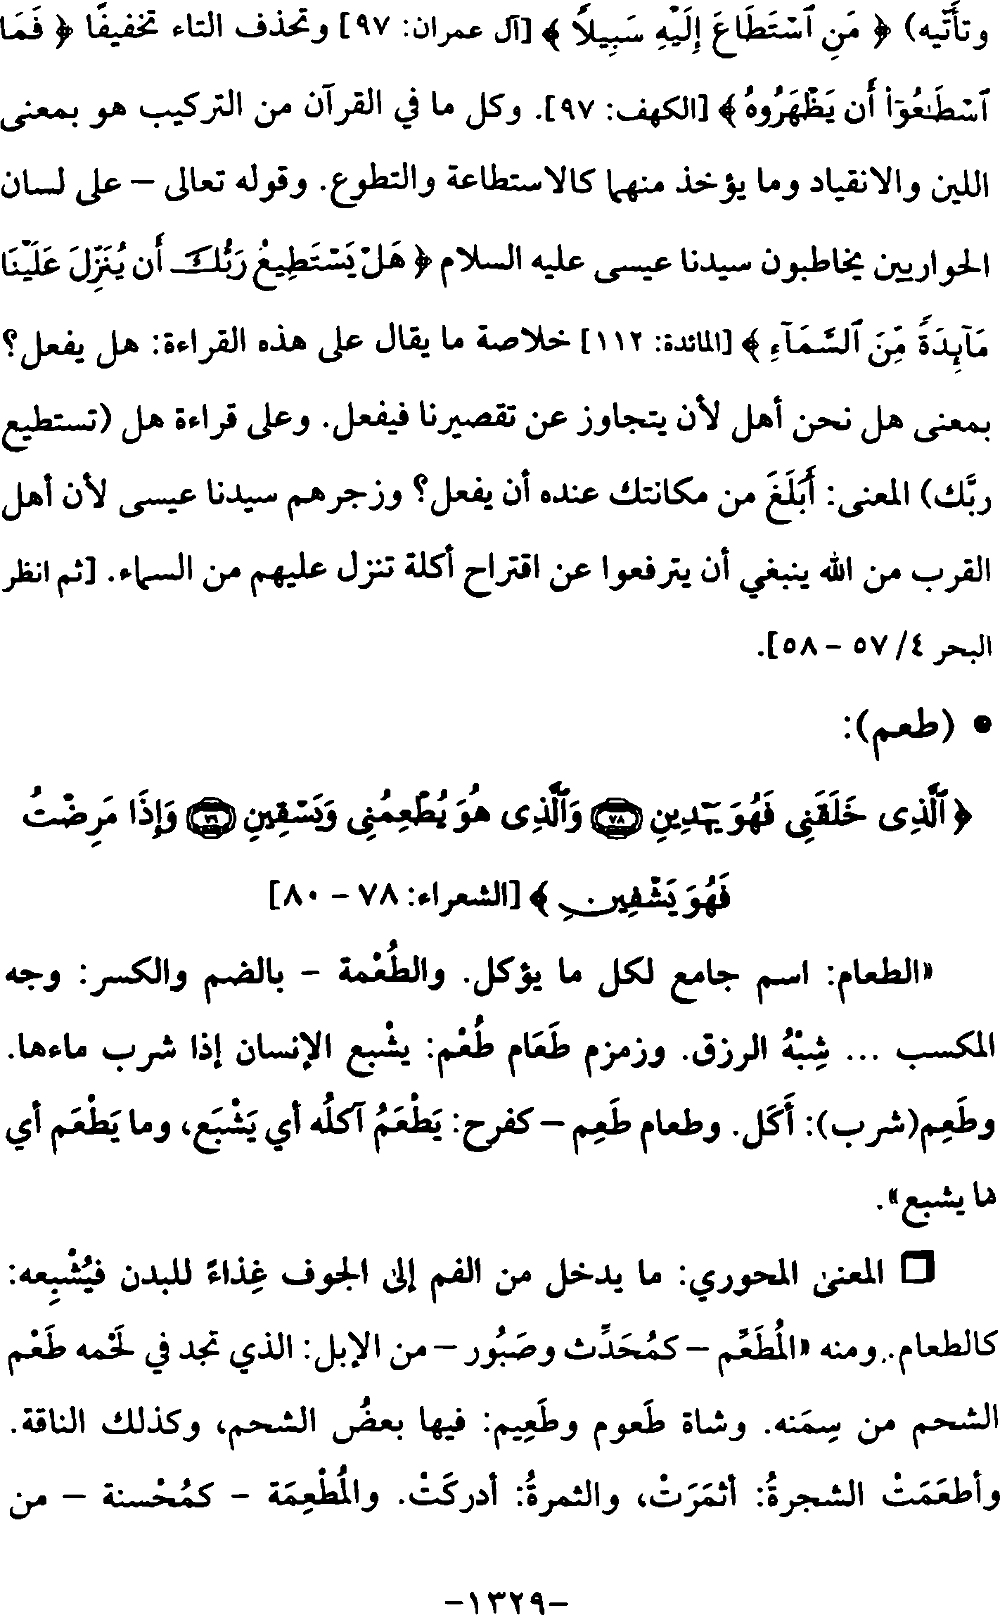 وتأتّيه) ﴿ مَنِ ٱسْتَطَاعَ إِلَيْهِ سَبِيلاً ﴾ [آل عمران: ٩٧] وتحذف التاء تخفيفًا ﴿ فَمَا
ٱسْطَٰعُوٓا۟ أَن يَظْهَرُوهُ ﴾ [الكهف: ٩٧]. وكل ما في القرآن من التركيب هو بمعنى
اللين والانقياد وما يؤخذ منهما كالاستطاعة والتطوع. وقوله تعالى – على لسان
الحواريين يخاطبون سيدنا عيسى عليه السلام ﴿ هَلْ يَسْتَطِيعُ رَبُّكَ أَن يُنَزِّلَ عَلَيْنَا
مَآبِدَةً مِّنَ ٱلسَّمَآءِ ﴾ [المائدة: ١١٢] خلاصة ما يقال على هذه القراءة: هل يفعل؟
بمعنى هل نحن أهل لأن يتجاوز عن تقصيرنا فيفعل. وعلى قراءة هل (تستطيع
ربَّك) المعنى: أَبَلَغَ من مكانتك عنده أن يفعل؟ وزجرهم سيدنا عيسى لأن أهل
القرب من الله ينبغي أن يترفعوا عن اقتراح أكلة تنزل عليهم من السماء. [ثم انظر
البحر ٤/ ٥٧ – ٥٨].
• (طعم):
﴿ ٱلَّذِى خَلَقَنِى فَهُوَ يَهْدِينِ ٧٨ وَٱلَّذِى هُوَ يُطْعِمُنِى وَيَسْقِينِ ٧٩ وَإِذَا مَرِضْتُ
فَهُوَ يَشْفِينِ ﴾ [الشعراء: ٧٨ – ٨٠]
«الطعام: اسم جامع لكل ما يؤكل. والطُعْمة – بالضم والكسر: وجه
المكسب ... شِبْهُ الرزق. وزمزم طَعَام طُعْم: يشْبع الإنسان إذا شرب ماءها.
وطَعِم(شرب): أَكَل. وطعام طَعِم – كفرح: يَطْعَمُ آكلُه أي يَشْبَع، وما يَطْعَم أي
ما يشبع».
❏ المعنى المحوري: ما يدخل من الفم إلى الجوف غِذاءً للبدن فيُشْبِعه:
كالطعام. ومنه «المُطَعِّم – كمُحَدِّث وصَبُور – من الإبل: الذي تجد في لَحْمه طَعْم
الشحم من سِمَنه. وشاة طَعوم وطَعِيم: فيها بعضُ الشحم، وكذلك الناقة.
وأطعَمَتْ الشجرةُ: أثمَرَتْ، والثمرةُ: أدركَتْ. والمُطْعِمَة – كمُحْسنة – من
-١٣٢٩-